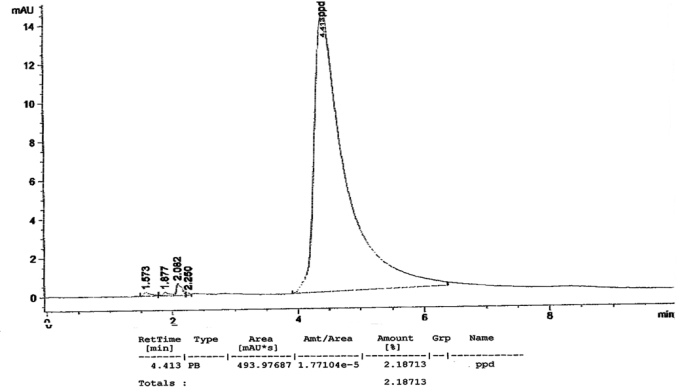 mAU
4.413 ppd
14
12
10
8
6
4
2
0
1.573
1.877
2.082
2.250
0 2 4 6 8 min
RetTime Type Area Amt/Area Amount Grp Name
[min] [mAU*s] [%]
4.413 PB 493.97687 1.77104e-5 2.18713 ppd
Totals : 2.18713